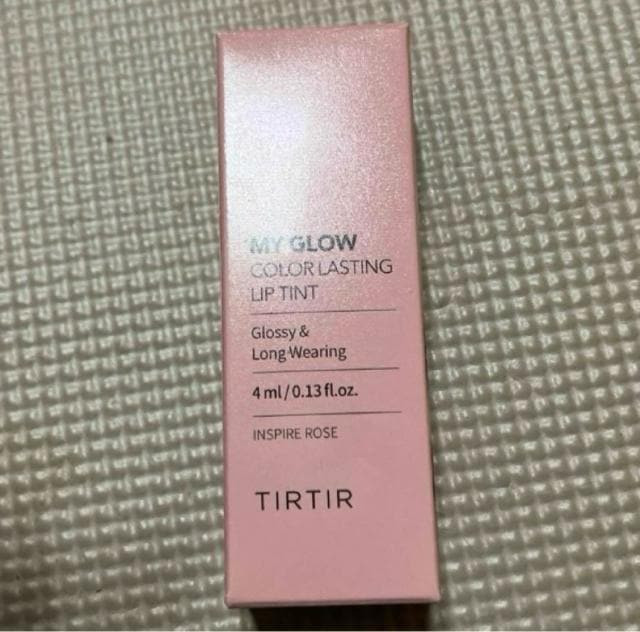 MY GLOW
COLOR LASTING
LIP TINT
Glossy &
Long-Wearing
4 ml / 0.13 fl.oz.
INSPIRE ROSE
TIRTIR